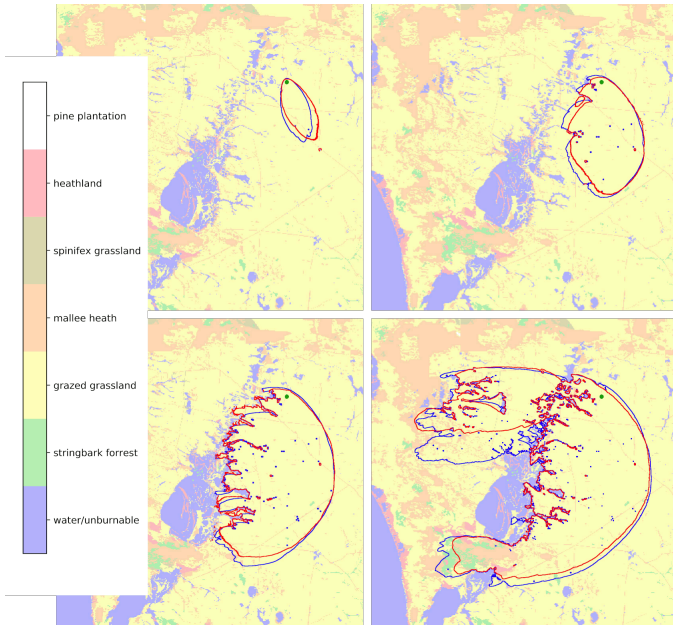 pine plantation
heathland
spinifex grassland
mallee heath
grazed grassland
stringbark forrest
water/unburnable